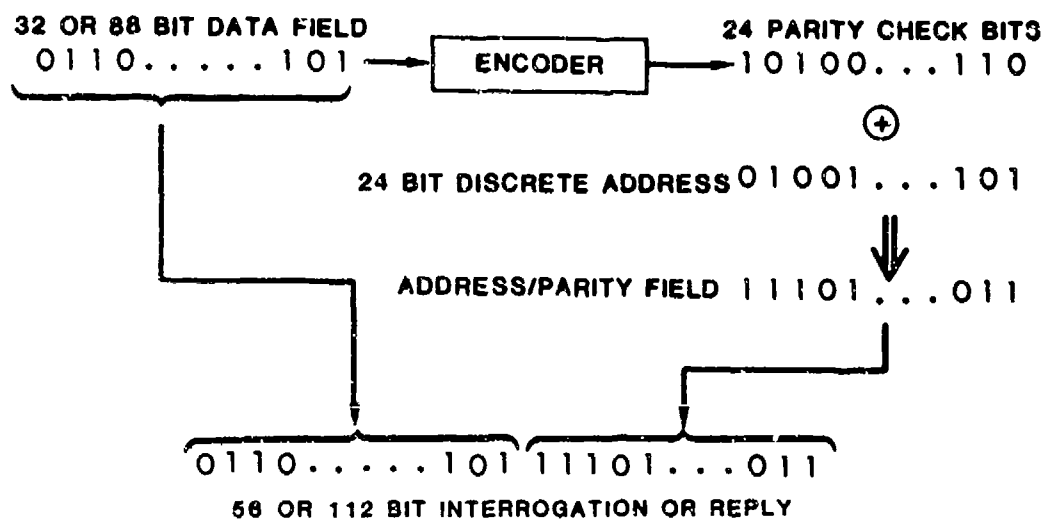 32 OR 88 BIT DATA FIELD
0110.....101
ENCODER
24 PARITY CHECK BITS
10100...110
+
24 BIT DISCRETE ADDRESS 01001...101
ADDRESS/PARITY FIELD 11101...011
0110.....101 11101...011
56 OR 112 BIT INTERROGATION OR REPLY